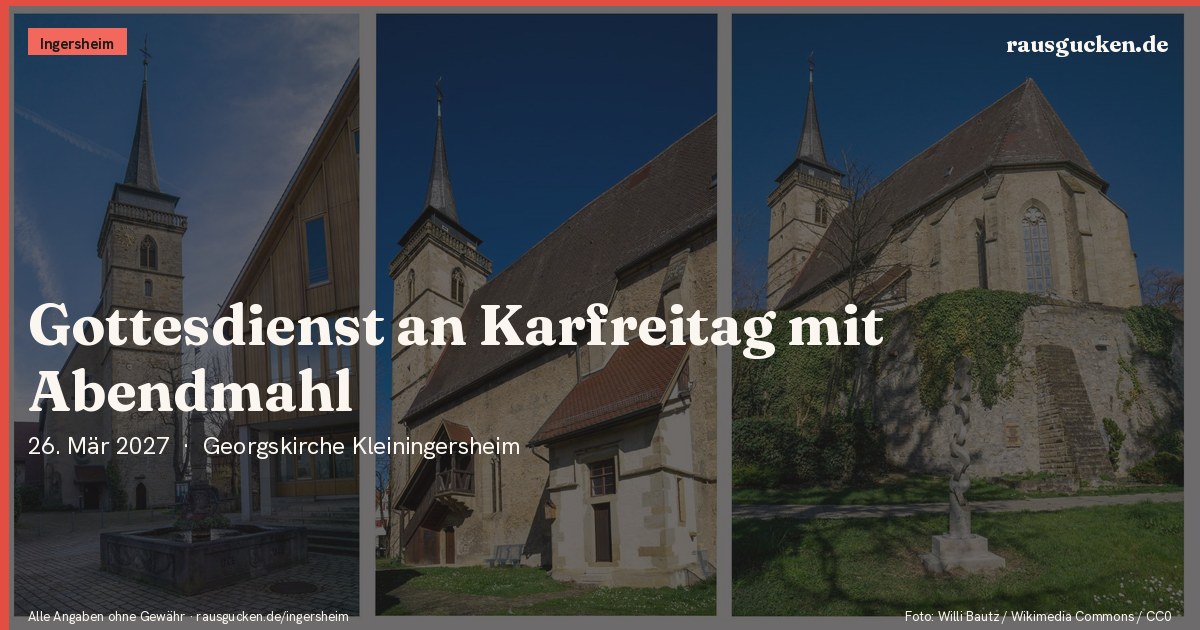 Ingersheim
rausgucken.de
Gottesdienst an Karfreitag mit
Abendmahl
26. Mär 2027 · Georgskirche Kleiningersheim
Alle Angaben ohne Gewähr · rausgucken.de/ingersheim
Foto: Willi Bautz / Wikimedia Commons / CC0